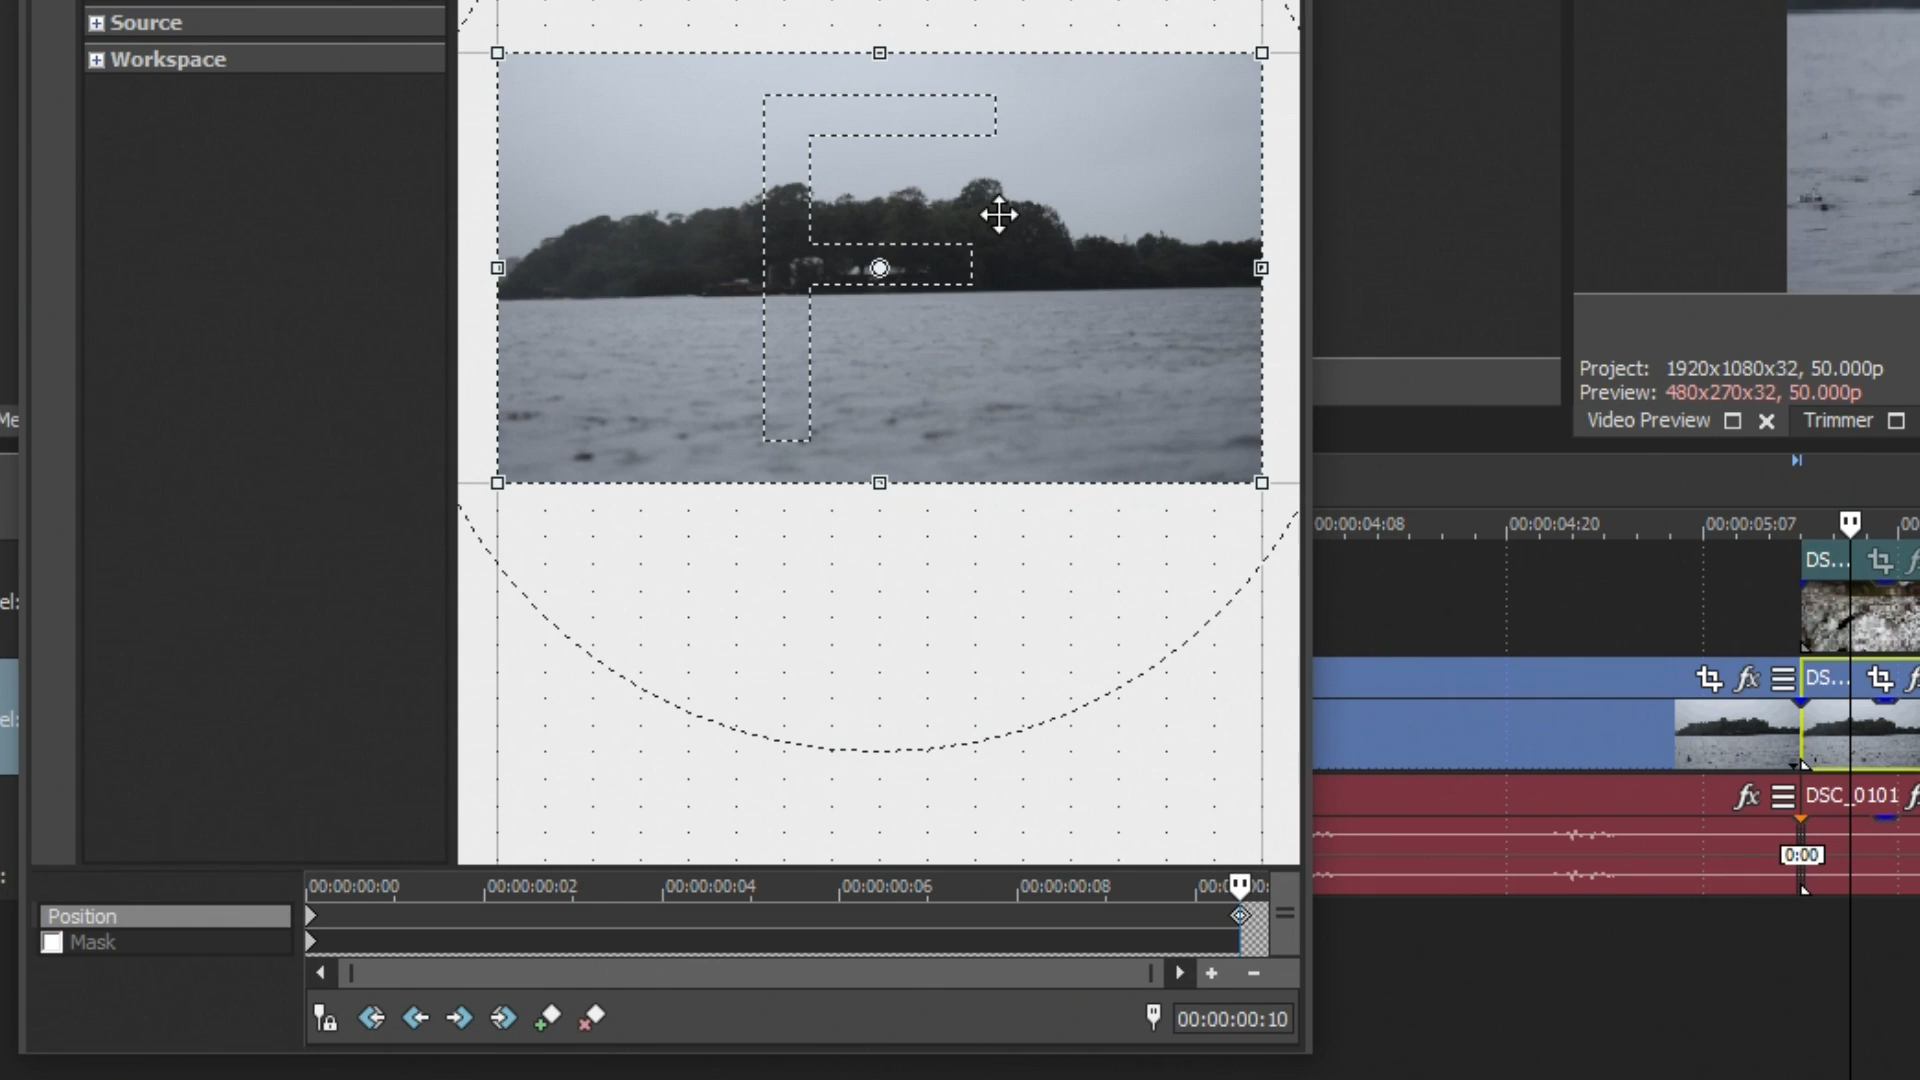 Source
Workspace
Project: 1920x1080x32, 50.000p
Preview: 480x270x32, 50.000p
Video Preview
Trimmer
00:00:04:08
00:00:04:20
00:00:05:07
DS...
DS...
DSC_0101
0:00
00:00:00:00
00:00:00:02
00:00:00:04
00:00:00:06
00:00:00:08
Position
Mask
00:00:00:10